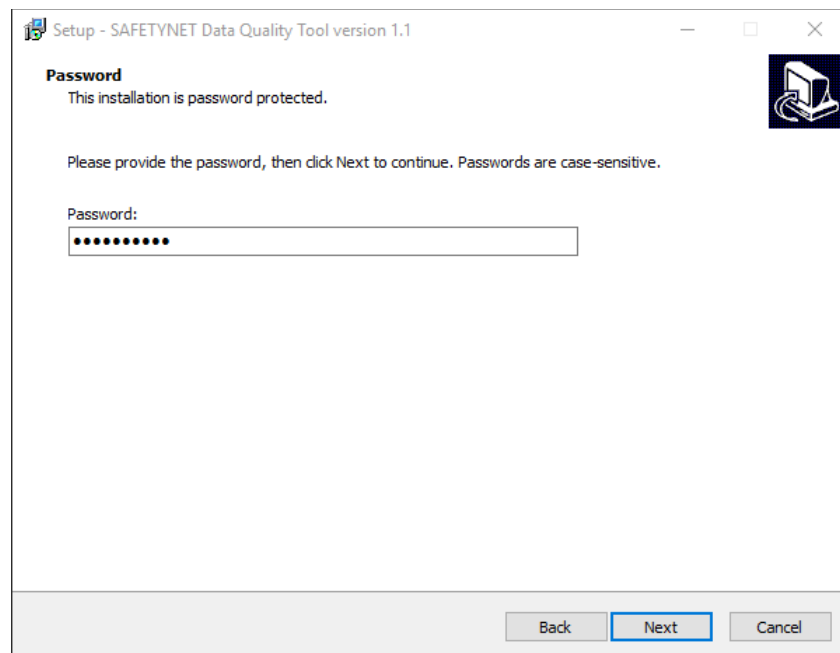 Setup - SAFETYNET Data Quality Tool version 1.1
Password
This installation is password protected.
Please provide the password, then click Next to continue. Passwords are case-sensitive.
Password:
●●●●●●●●●●
Back Next Cancel